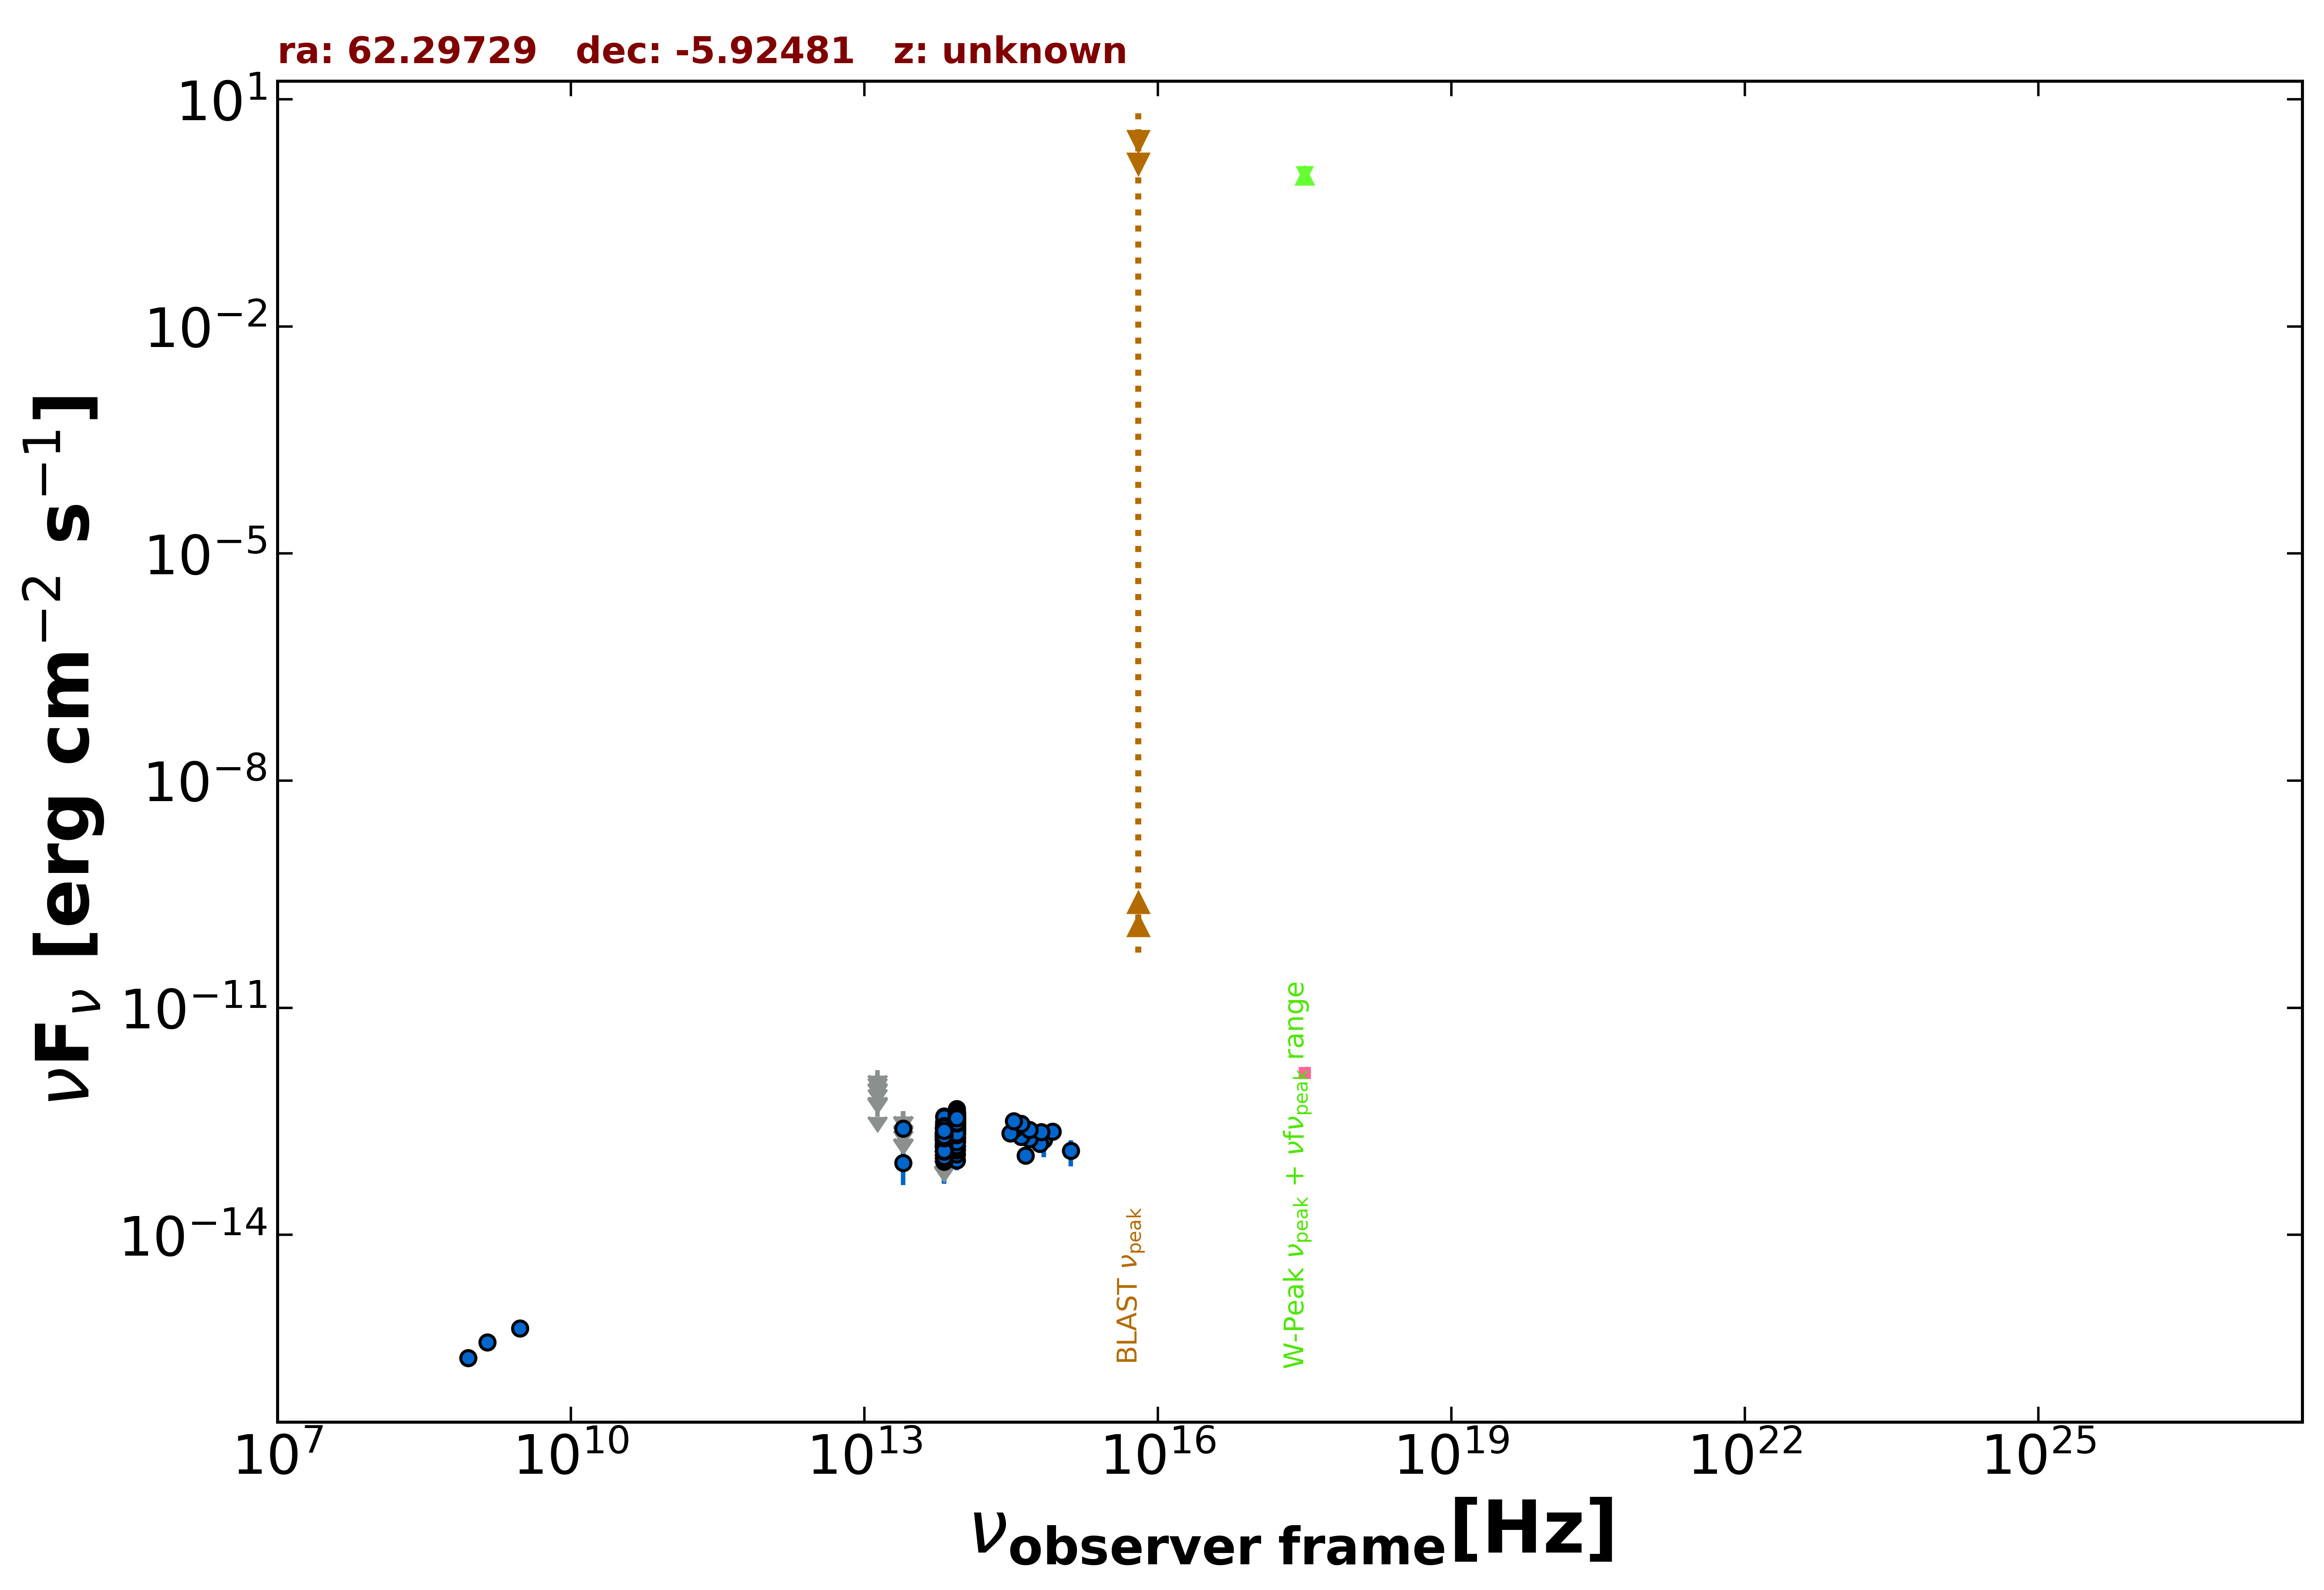 ra: 62.29729 dec: -5.92481 z: unknown
10^1
10^-2
10^-5
10^-8
10^-11
10^-14
νF_ν [erg cm^-2 s^-1]
BLAST ν_peak
W-Peak ν_peak + νfν_peak range
10^7 10^10 10^13 10^16 10^19 10^22 10^25
ν_observer frame [Hz]